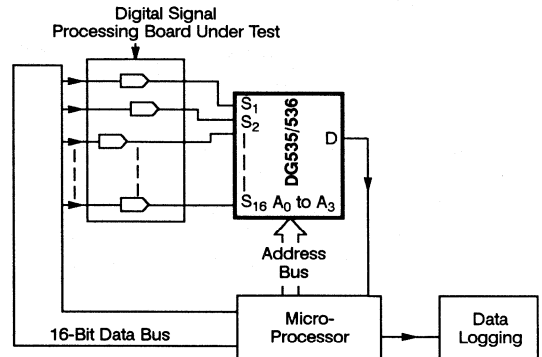 Digital Signal
Processing Board Under Test
S1
S2
DG535/536
D
S16 A0 to A3
Address
Bus
16-Bit Data Bus
Micro-
Processor
Data
Logging